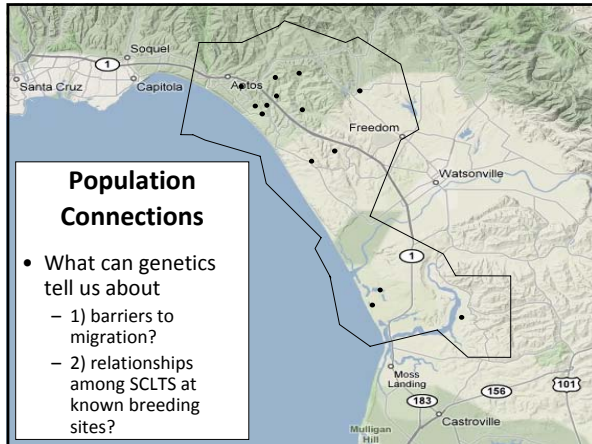 Soquel
1
Santa Cruz
Capitola
Aptos
Freedom
Watsonville
Population
Connections
• What can genetics
tell us about
– 1) barriers to
migration?
– 2) relationships
among SCLTS at
known breeding
sites?
1
Moss
Landing
156
101
183
Castroville
Mulligan
Hill